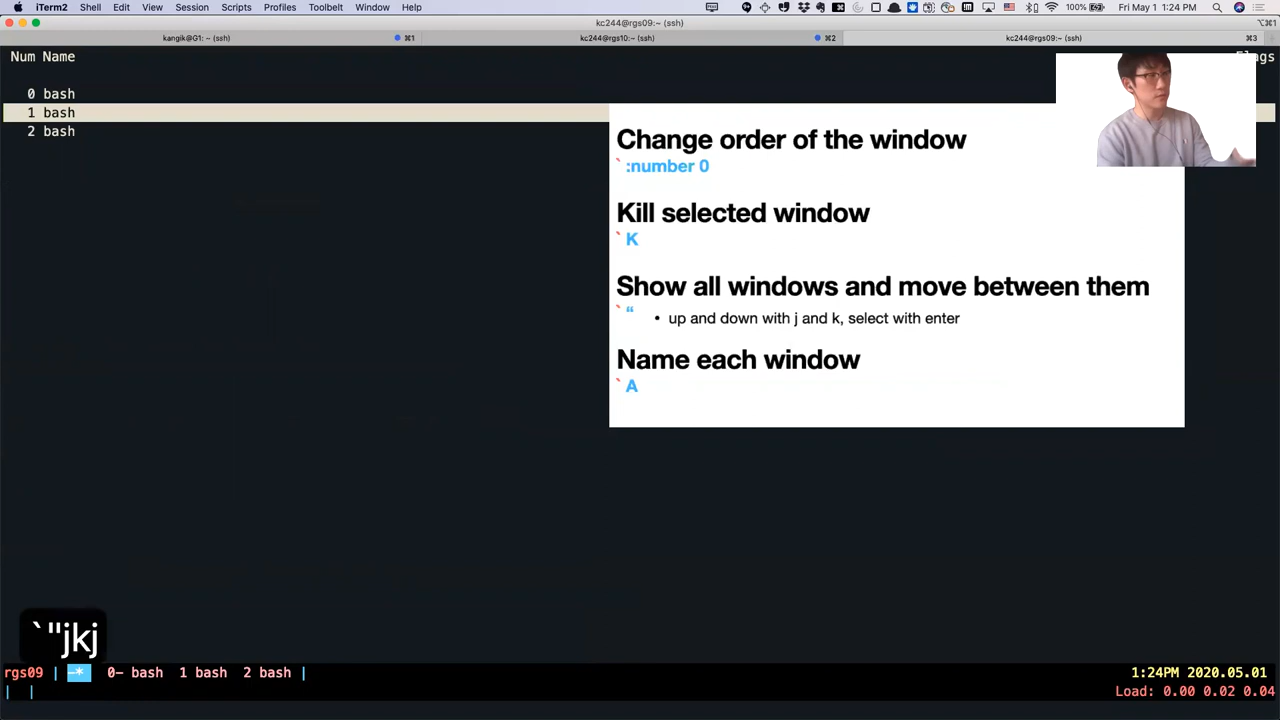 iTerm2 Shell Edit View Session Scripts Profiles Toolbelt Window Help 100% Fri May 1 1:24 PM
kc244@rgs09:~ (ssh) ⌥⌘1
kangik@G1: ~ (ssh) ⌘1 kc244@rgs10:~ (ssh) ⌘2 kc244@rgs09:~ (ssh) ⌘3
Num Name
0 bash
1 bash
2 bash
Change order of the window
` :number 0
Kill selected window
` K
Show all windows and move between them
` “
• up and down with j and k, select with enter
Name each window
` A
`"jkj
rgs09 | -* 0- bash 1 bash 2 bash | 1:24PM 2020.05.01
| | Load: 0.00 0.02 0.04